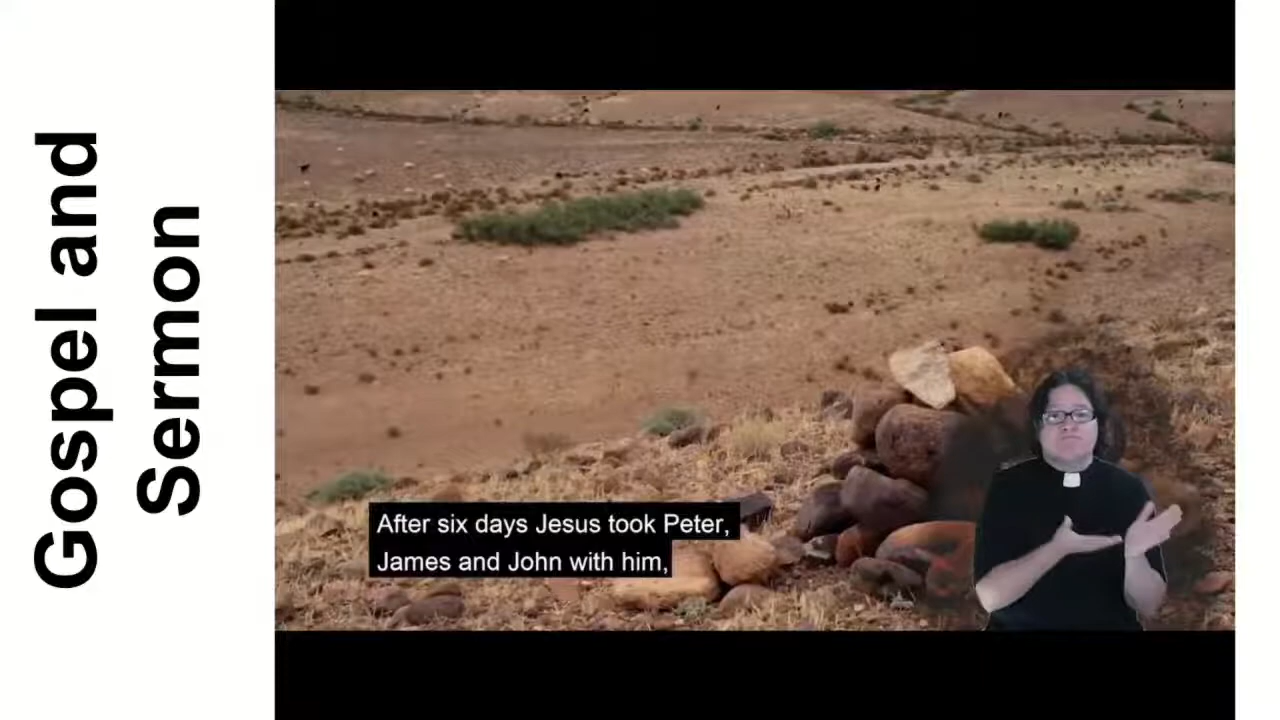 Gospel and
Sermon
After six days Jesus took Peter,
James and John with him,